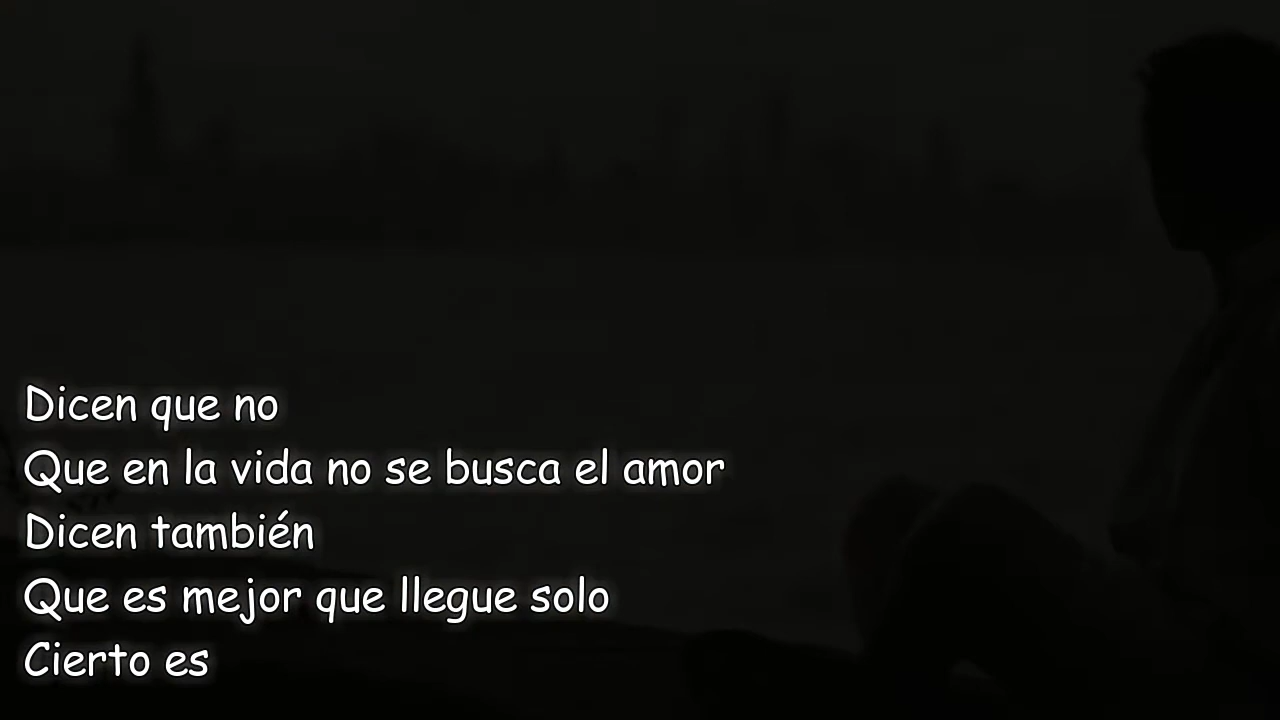 Dicen que no
Que en la vida no se busca el amor
Dicen también
Que es mejor que llegue solo
Cierto es